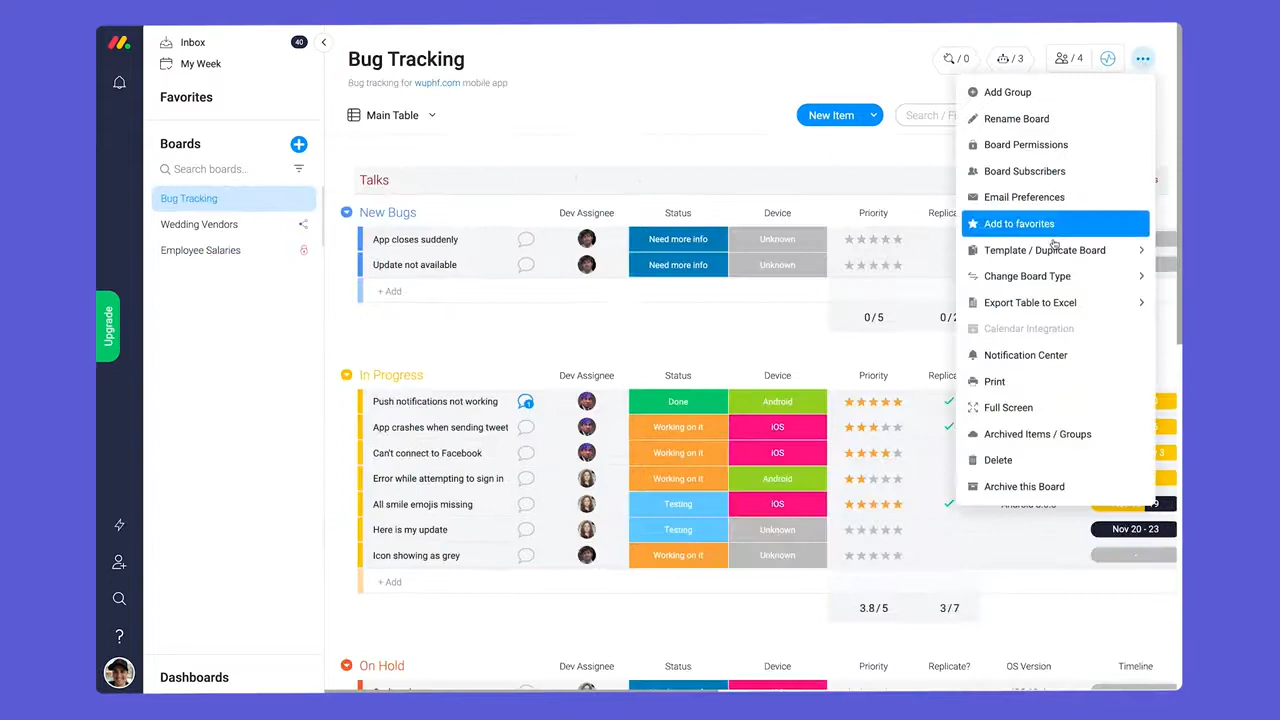 Inbox
40
My Week
Favorites
Boards
Search boards...
Bug Tracking
Wedding Vendors
Employee Salaries
Upgrade
?
Dashboards
Bug Tracking
Bug tracking for wuphf.com mobile app
/ 0
/ 3
/ 4
Main Table
New Item
Search /
Add Group
Rename Board
Board Permissions
Board Subscribers
Email Preferences
Add to favorites
Template / Duplicate Board
Change Board Type
Export Table to Excel
Calendar Integration
Notification Center
Print
Full Screen
Archived Items / Groups
Delete
Archive this Board
Talks
New Bugs Dev Assignee Status Device Priority
App closes suddenly Need more info Unknown
Update not available Need more info Unknown
+ Add
0 / 5
In Progress Dev Assignee Status Device Priority
Push notifications not working 1 Done Android
App crashes when sending tweet Working on it iOS
Can't connect to Facebook Working on it iOS
Error while attempting to sign in Working on it Android
All smile emojis missing Testing iOS
Here is my update Testing Unknown Nov 20 - 23
Icon showing as grey Working on it Unknown -
+ Add
3.8 / 5 3 / 7
On Hold Dev Assignee Status Device Priority Replicate? OS Version Timeline